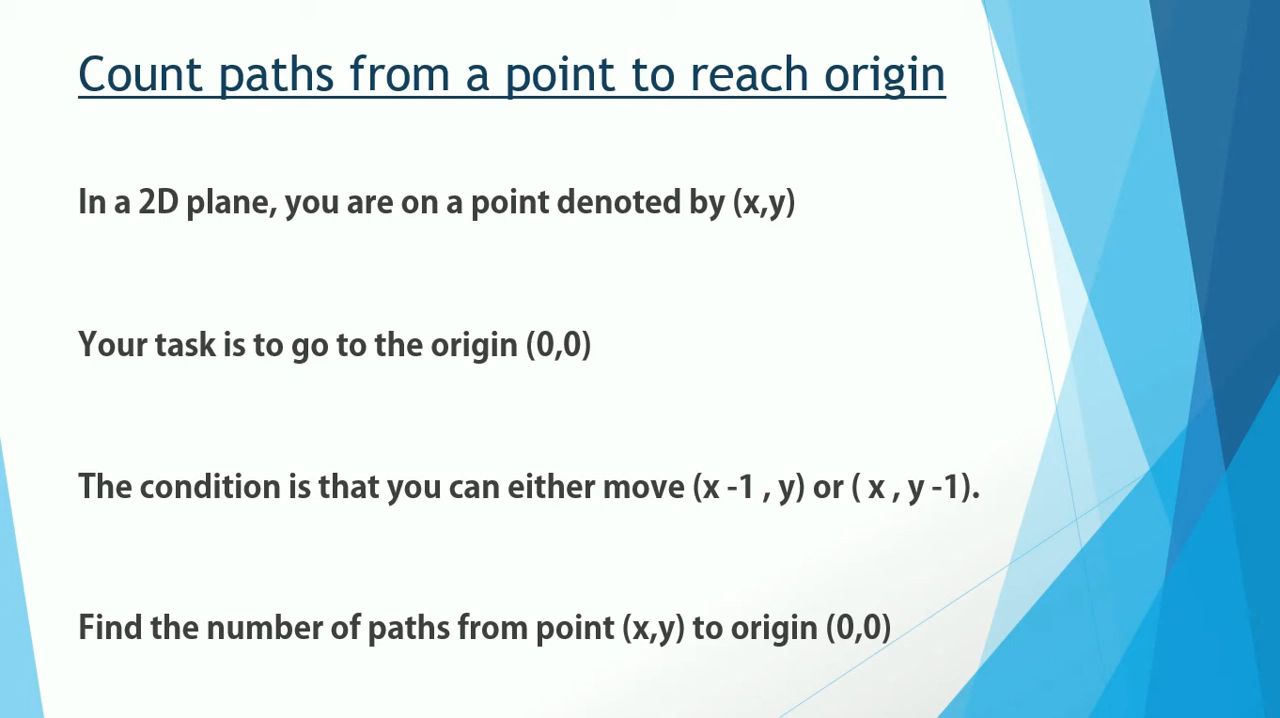 Count paths from a point to reach origin
In a 2D plane, you are on a point denoted by (x,y)
Your task is to go to the origin (0,0)
The condition is that you can either move (x -1 , y) or ( x , y -1).
Find the number of paths from point (x,y) to origin (0,0)